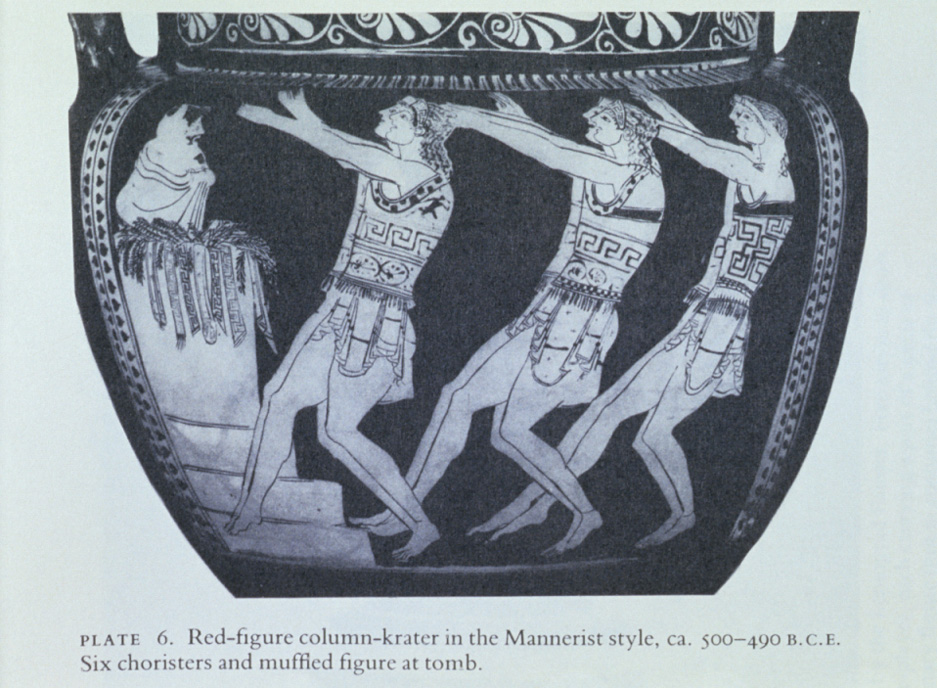 PLATE 6. Red-figure column-krater in the Mannerist style, ca. 500–490 B.C.E.
Six choristers and muffled figure at tomb.